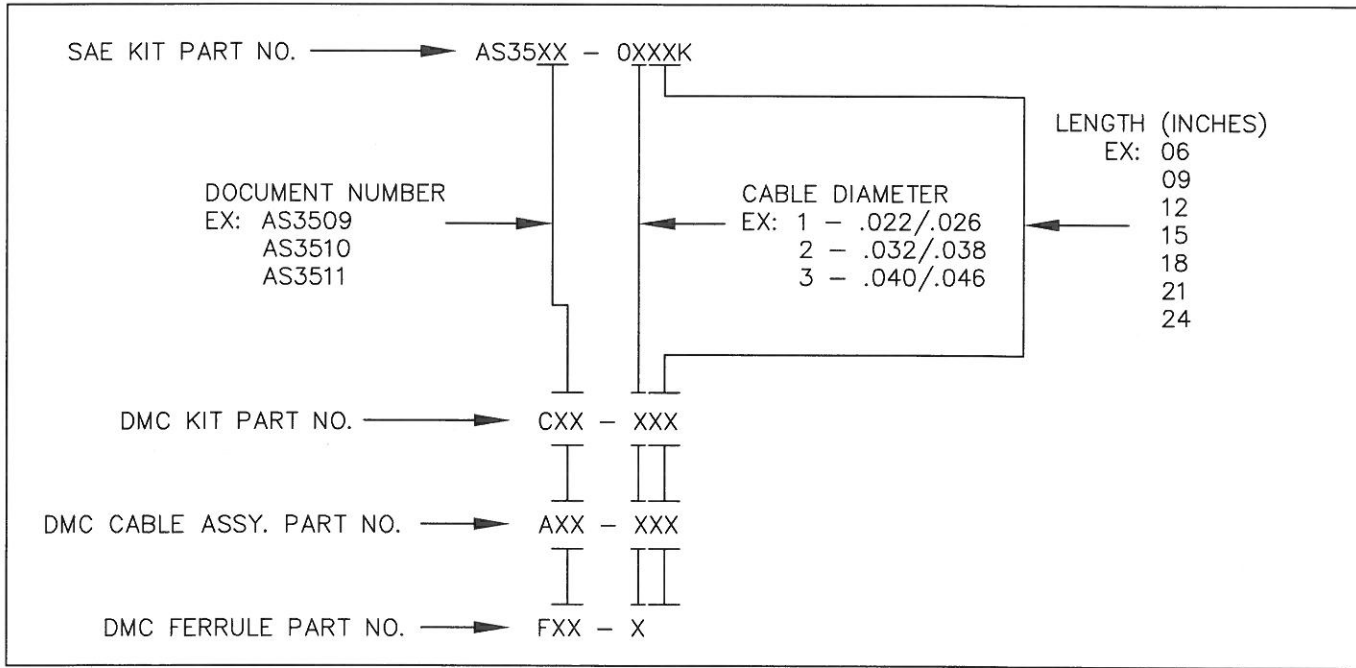 SAE KIT PART NO. AS35XX – 0XXXK
LENGTH (INCHES)
EX: 06
09
12
15
18
21
24
DOCUMENT NUMBER
EX: AS3509
AS3510
AS3511
CABLE DIAMETER
EX: 1 – .022/.026
2 – .032/.038
3 – .040/.046
DMC KIT PART NO. CXX – XXX
DMC CABLE ASSY. PART NO. AXX – XXX
DMC FERRULE PART NO. FXX – X